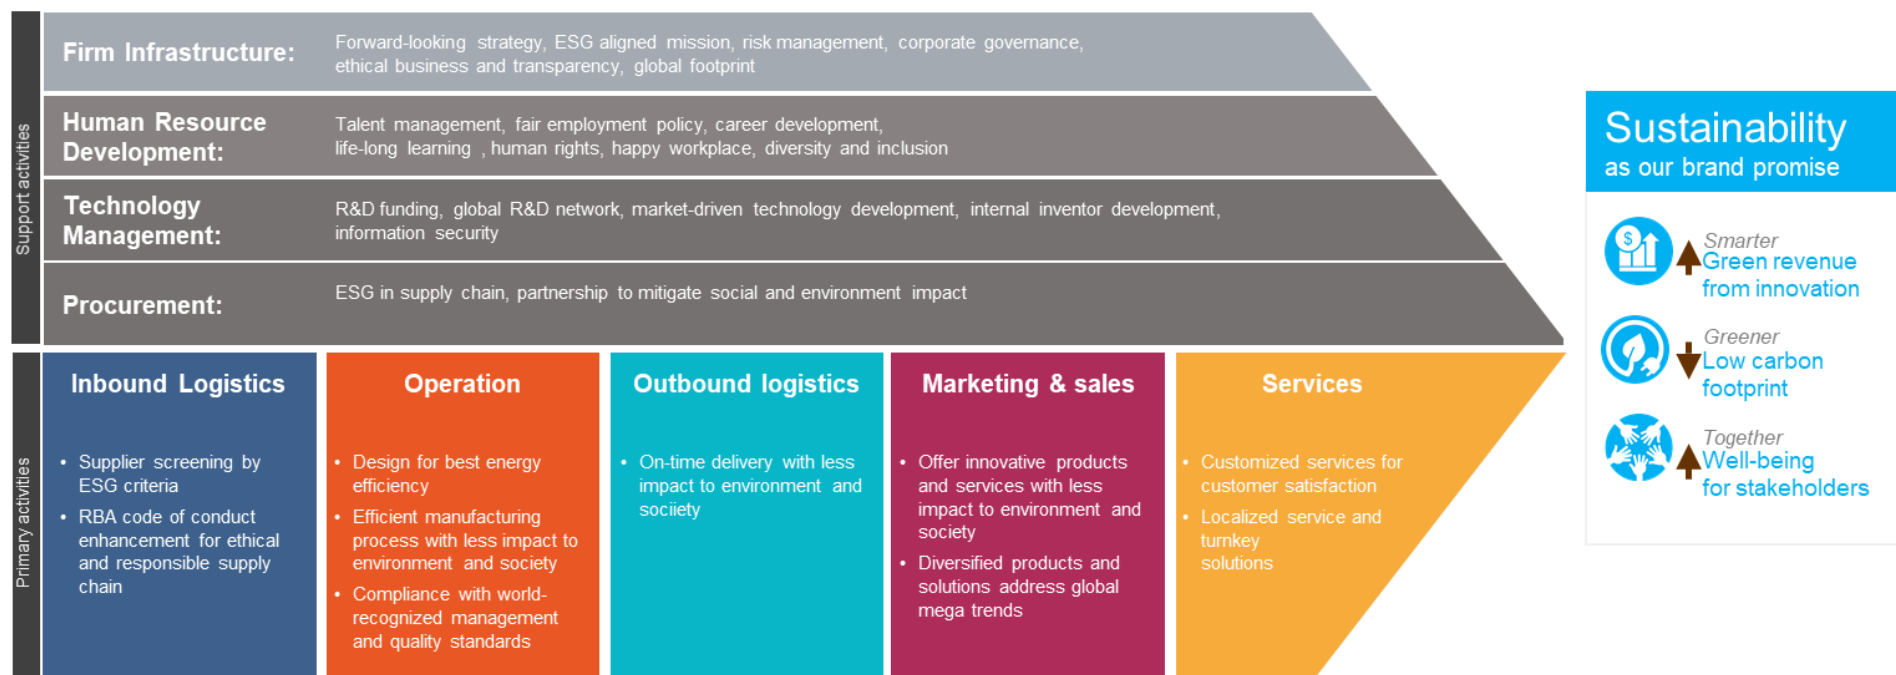 Support activities
Firm Infrastructure:
Forward-looking strategy, ESG aligned mission, risk management, corporate governance,
ethical business and transparency, global footprint
Human Resource
Development:
Talent management, fair employment policy, career development,
life-long learning , human rights, happy workplace, diversity and inclusion
Technology
Management:
R&D funding, global R&D network, market-driven technology development, internal inventor development,
information security
Procurement:
ESG in supply chain, partnership to mitigate social and environment impact
Primary activities
Inbound Logistics
• Supplier screening by
ESG criteria
• RBA code of conduct
enhancement for ethical
and responsible supply
chain
Operation
• Design for best energy
efficiency
• Efficient manufacturing
process with less impact to
environment and society
• Compliance with world-
recognized management
and quality standards
Outbound logistics
• On-time delivery with less
impact to environment and
sociiety
Marketing & sales
• Offer innovative products
and services with less
impact to environment and
society
• Diversified products and
solutions address global
mega trends
Services
• Customized services for
customer satisfaction
• Localized service and
turnkey
solutions
Sustainability
as our brand promise
$
Smarter
Green revenue
from innovation
Greener
Low carbon
footprint
Together
Well-being
for stakeholders